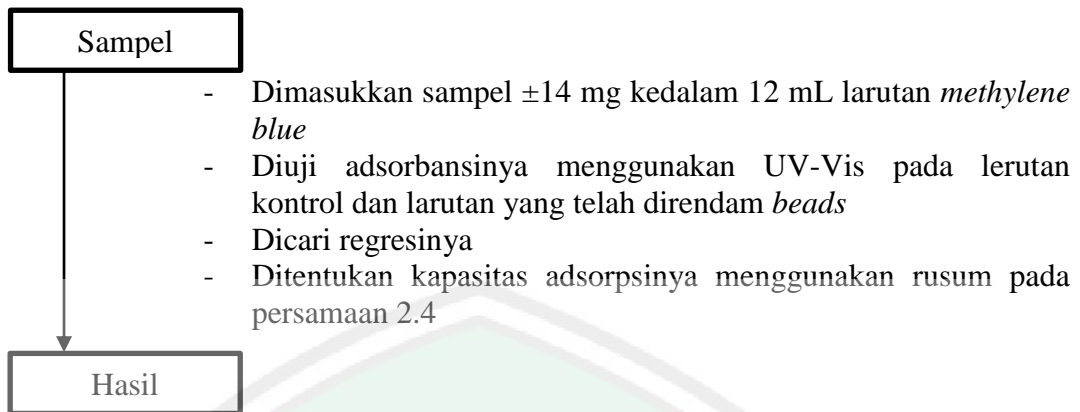 Sampel
- Dimasukkan sampel ±14 mg kedalam 12 mL larutan methylene
blue
- Diuji adsorbansinya menggunakan UV-Vis pada lerutan
kontrol dan larutan yang telah direndam beads
- Dicari regresinya
- Ditentukan kapasitas adsorpsinya menggunakan rusum pada
persamaan 2.4
Hasil